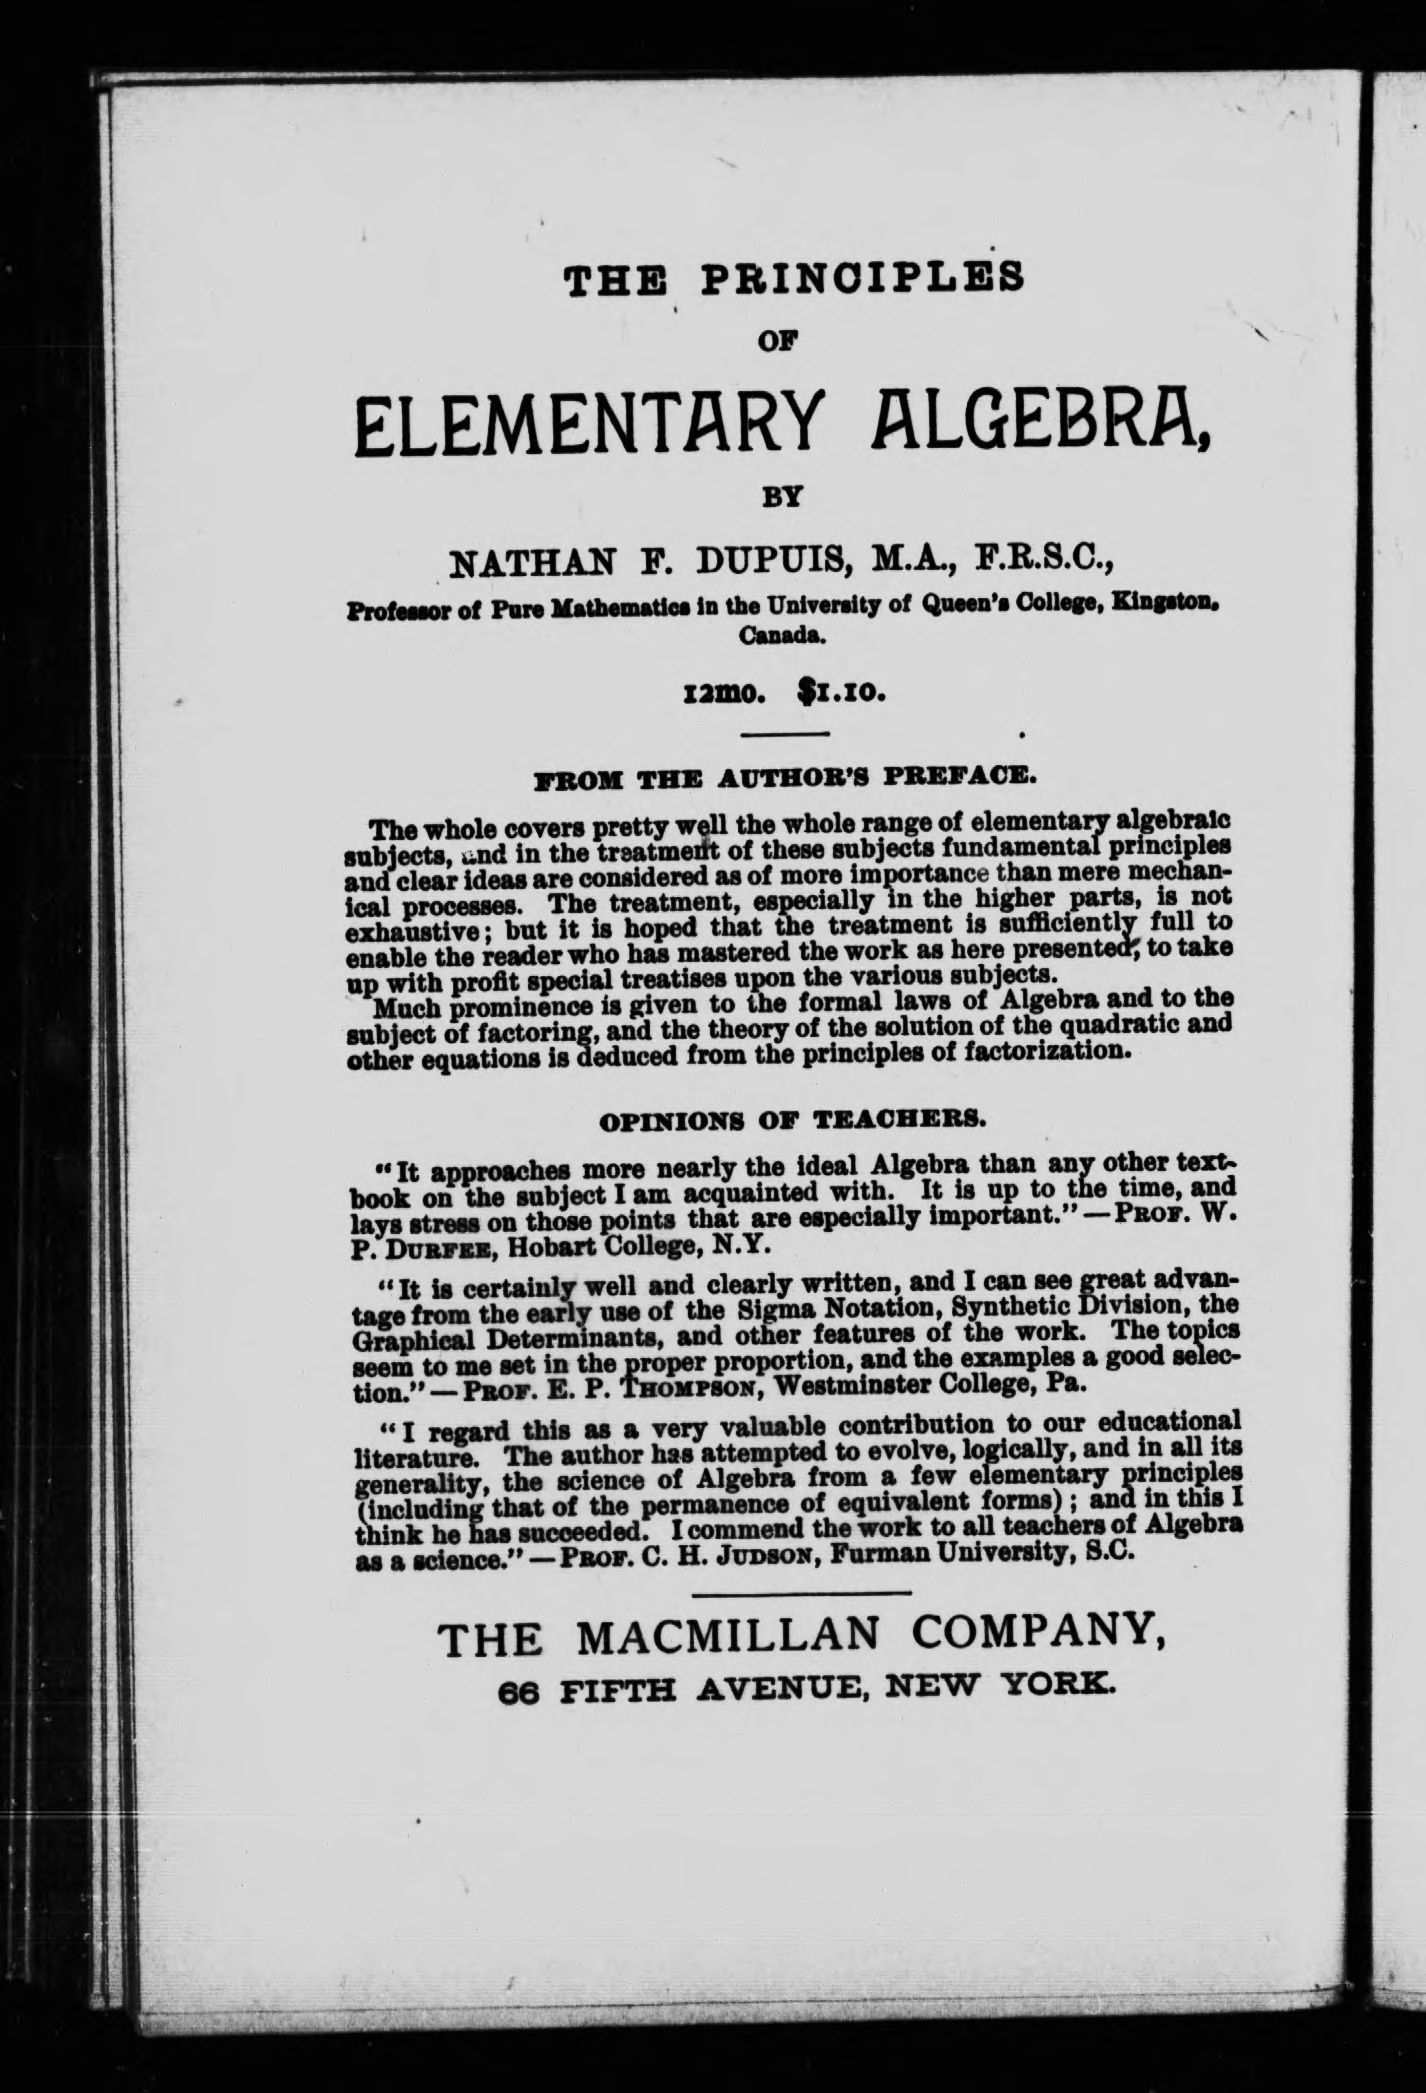 THE PRINCIPLES
OF
ELEMENTARY ALGEBRA,
BY
NATHAN F. DUPUIS, M.A., F.R.S.C.,
Professor of Pure Mathematics in the University of Queen's College, Kingston,
Canada.
12mo. $1.10.
FROM THE AUTHOR'S PREFACE.
The whole covers pretty well the whole range of elementary algebraic
subjects, and in the treatment of these subjects fundamental principles
and clear ideas are considered as of more importance than mere mechan-
ical processes. The treatment, especially in the higher parts, is not
exhaustive; but it is hoped that the treatment is sufficiently full to
enable the reader who has mastered the work as here presented, to take
up with profit special treatises upon the various subjects.
Much prominence is given to the formal laws of Algebra and to the
subject of factoring, and the theory of the solution of the quadratic and
other equations is deduced from the principles of factorization.
OPINIONS OF TEACHERS.
"It approaches more nearly the ideal Algebra than any other text-
book on the subject I am acquainted with. It is up to the time, and
lays stress on those points that are especially important."—PROF. W.
P. DURFEE, Hobart College, N.Y.
"It is certainly well and clearly written, and I can see great advan-
tage from the early use of the Sigma Notation, Synthetic Division, the
Graphical Determinants, and other features of the work. The topics
seem to me set in the proper proportion, and the examples a good selec-
tion."—PROF. E. P. THOMPSON, Westminster College, Pa.
"I regard this as a very valuable contribution to our educational
literature. The author has attempted to evolve, logically, and in all its
generality, the science of Algebra from a few elementary principles
(including that of the permanence of equivalent forms); and in this I
think he has succeeded. I commend the work to all teachers of Algebra
as a science."—PROF. C. H. JUDSON, Furman University, S.C.
THE MACMILLAN COMPANY,
66 FIFTH AVENUE, NEW YORK.